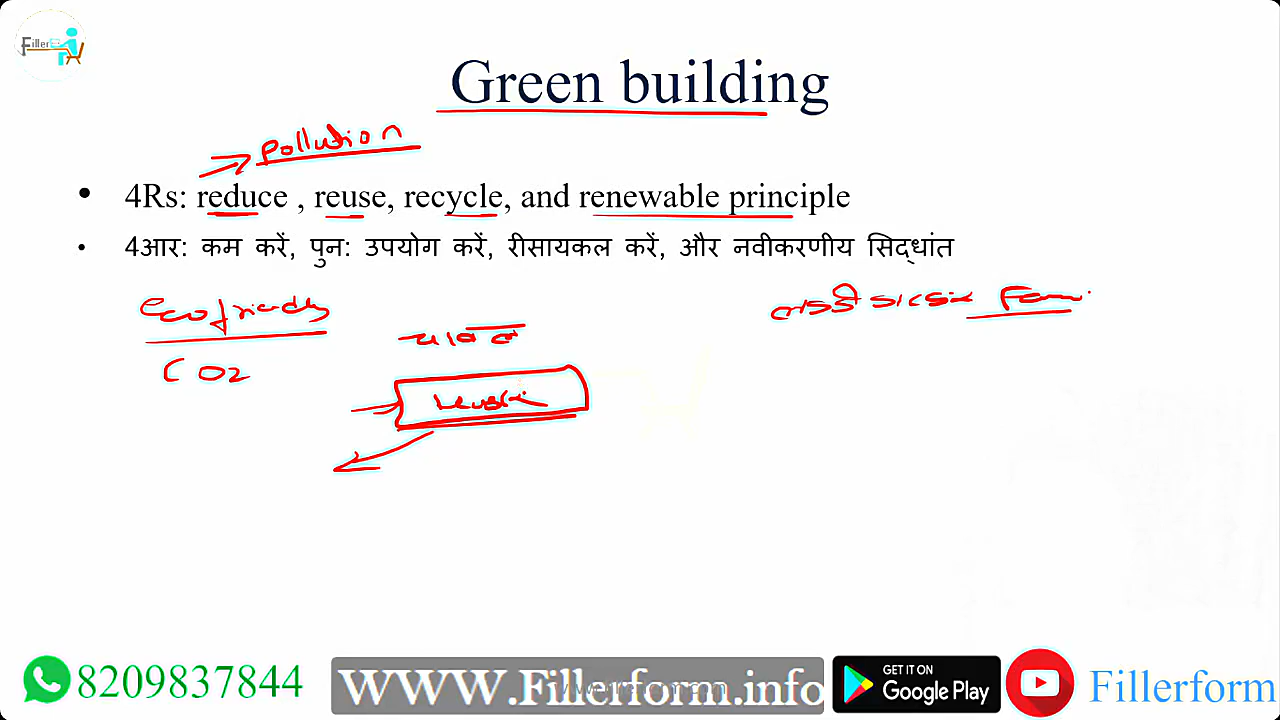 Filler
Green building
pollution
• 4Rs: reduce , reuse, recycle, and renewable principle
• 4आर: कम करें, पुन: उपयोग करें, रीसायकल करें, और नवीकरणीय सिद्धांत
ecofriendly
CO2
8209837844
www.Fillerform.info
GET IT ON
Google Play
Fillerform